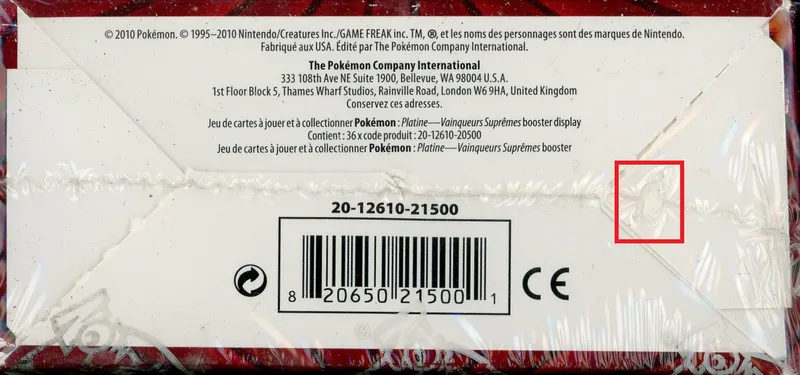 © 2010 Pokémon. © 1995–2010 Nintendo/Creatures Inc./GAME FREAK inc. TM, ®, et les noms des personnages sont des marques de Nintendo.
Fabriqué aux USA. Édité par The Pokémon Company International.
The Pokémon Company International
333 108th Ave NE Suite 1900, Bellevue, WA 98004 U.S.A.
1st Floor Block 5, Thames Wharf Studios, Rainville Road, London W6 9HA, United Kingdom
Conservez ces adresses.
Jeu de cartes à jouer et à collectionner Pokémon : Platine—Vainqueurs Suprêmes booster display
Contient : 36 x code produit : 20-12610-20500
Jeu de cartes à jouer et à collectionner Pokémon : Platine—Vainqueurs Suprêmes booster
20-12610-21500
8 20650 21500 1
CE